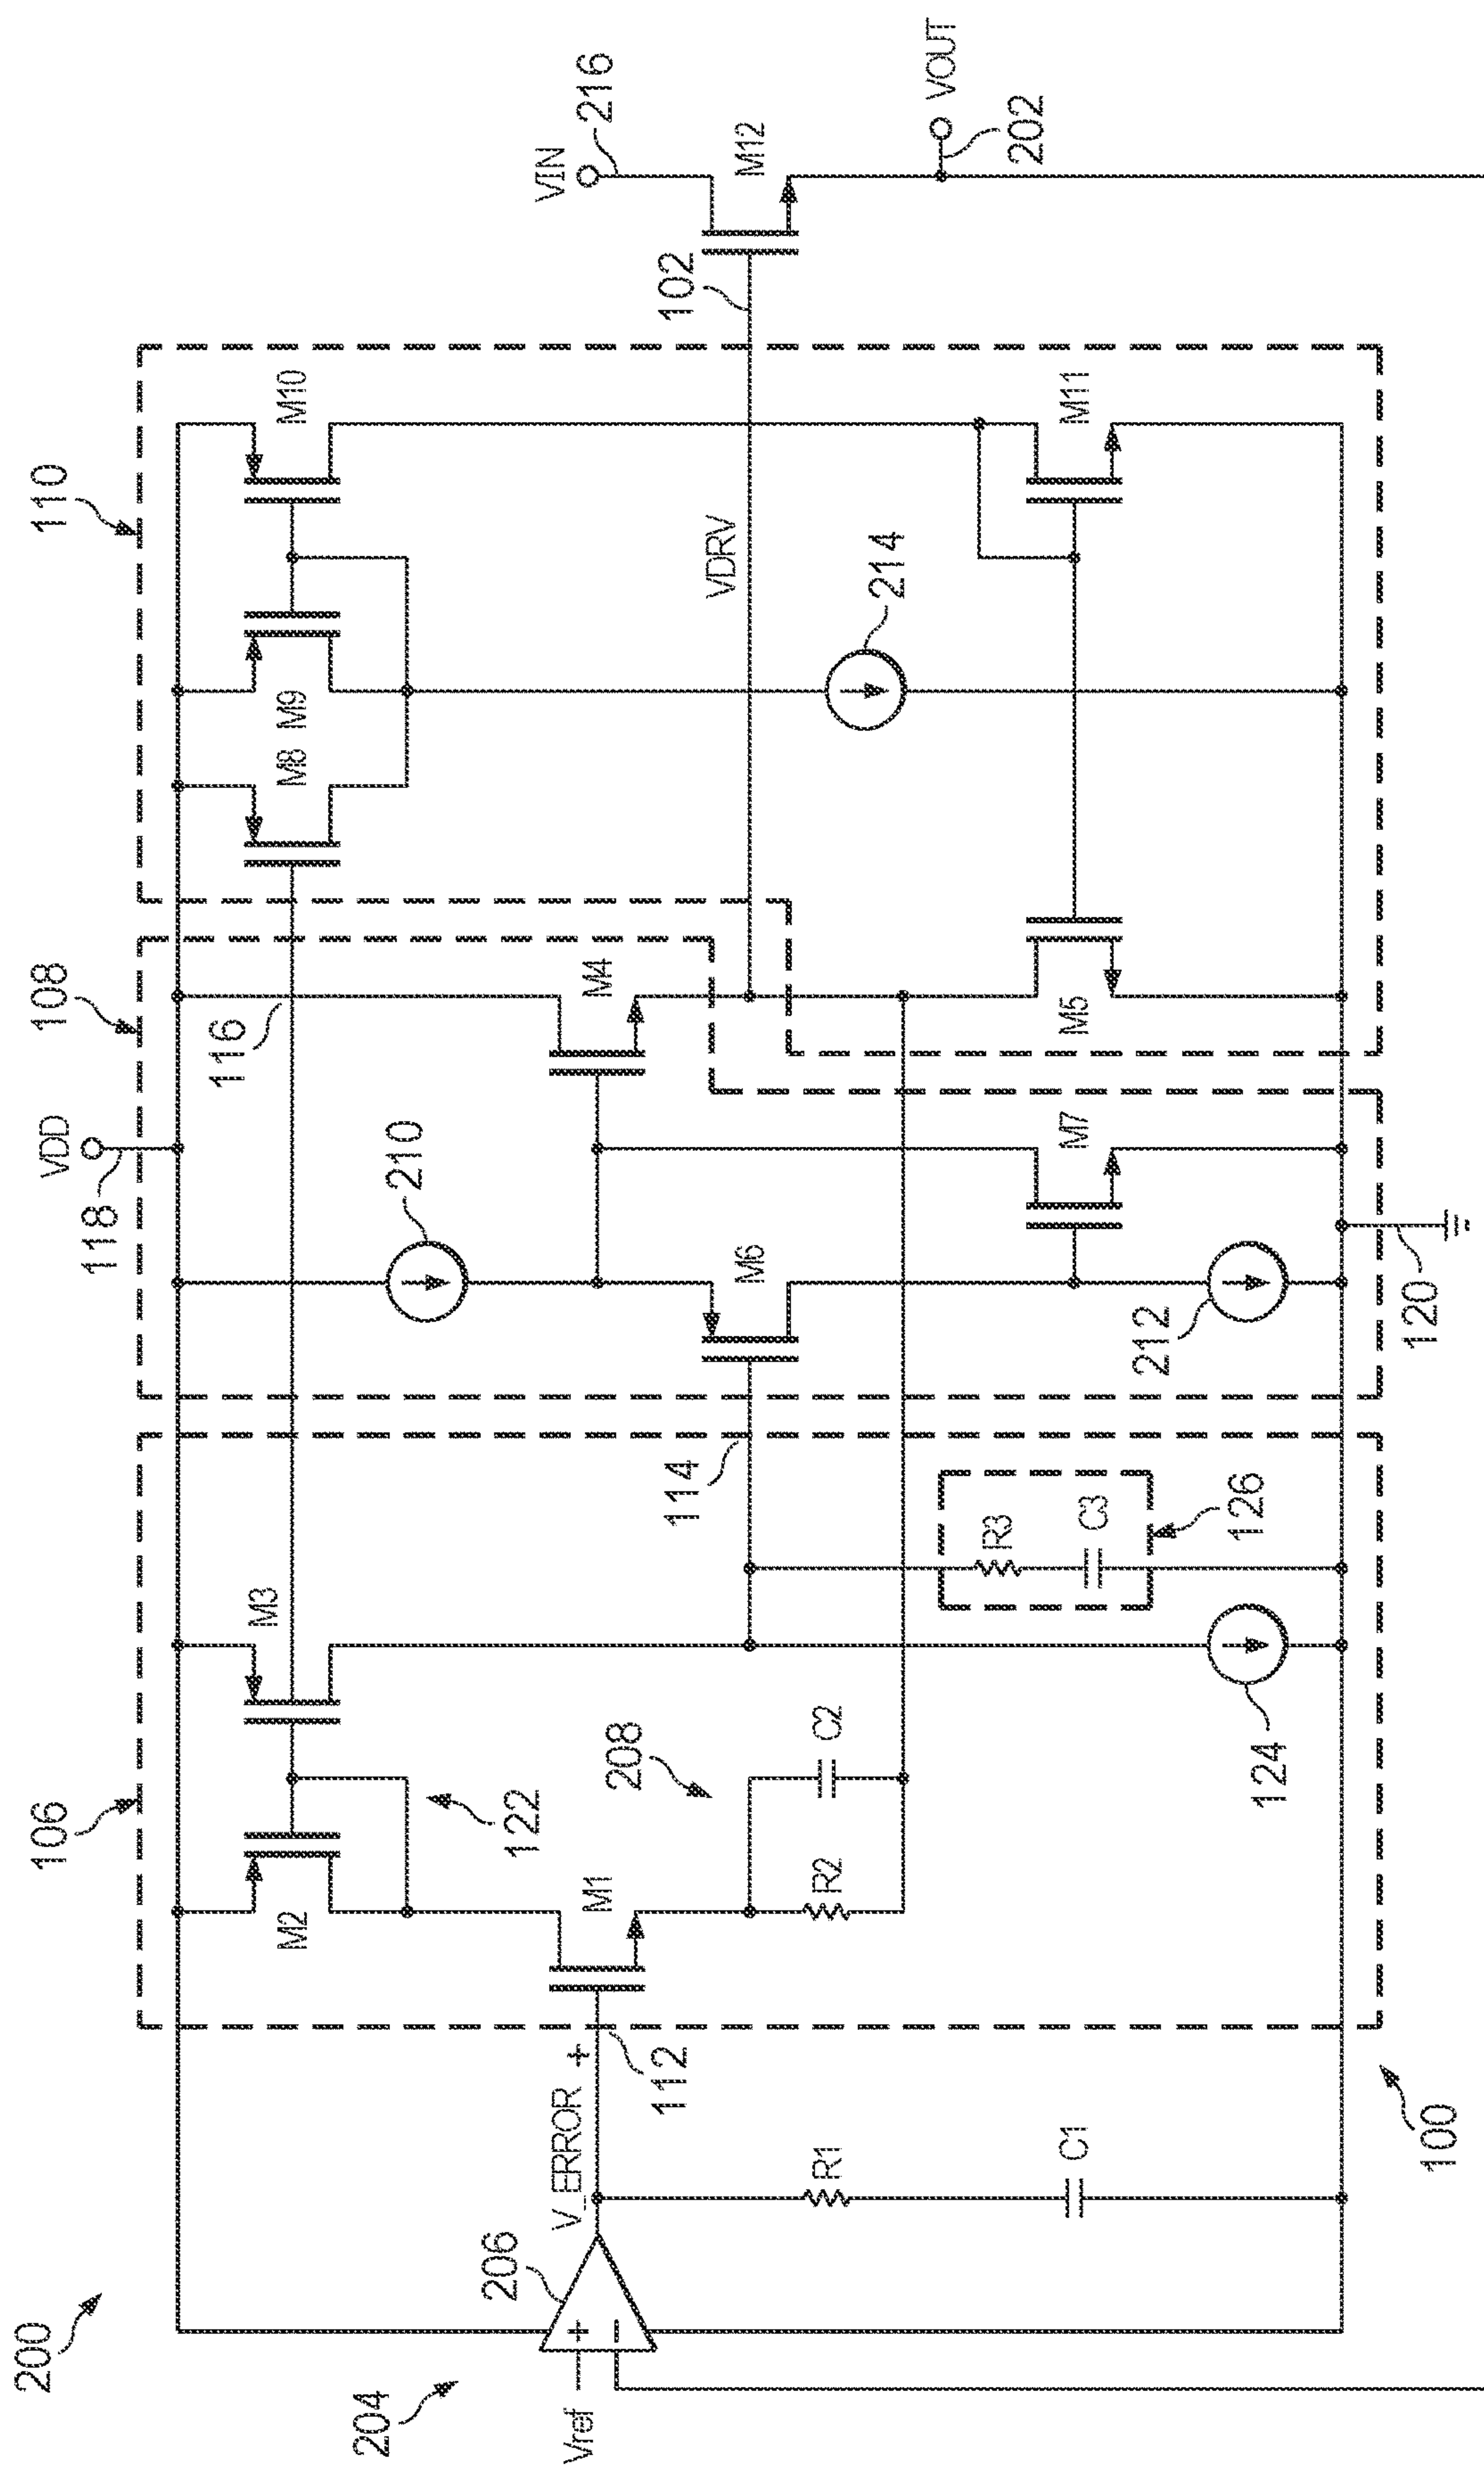 200
204
Vref
+
−
206
V_ERROR
+
112
R1
C1
100
106
M2
M3
122
M1
208
R2
C2
124
R3
C3
126
114
108
VDD
118
116
210
M4
M6
M7
212
120
110
M8
M9
M10
VDRV
214
M5
M11
102
VIN
216
M12
VOUT
202